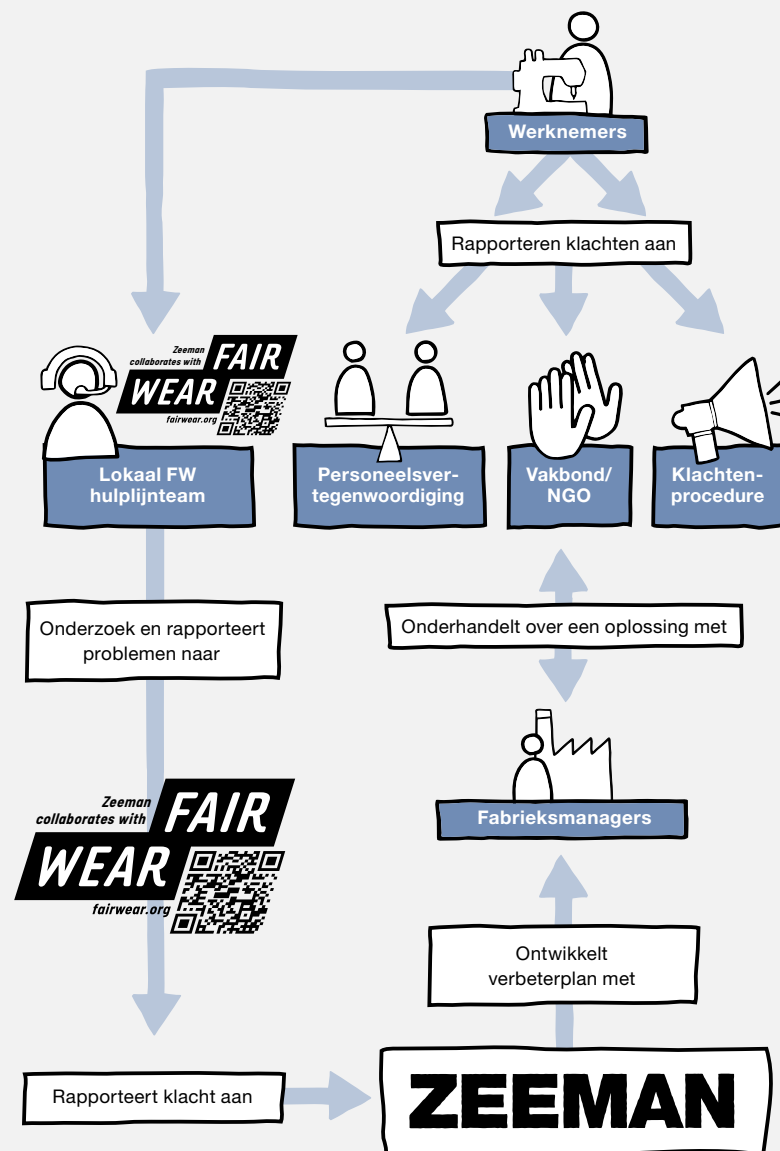 Werknemers
Rapporteren klachten aan
Zeeman
collaborates with
FAIR
WEAR
fairwear.org
Lokaal FW
hulplijnteam
Personeelsver-
tegenwoordiging
Vakbond/
NGO
Klachten-
procedure
Onderzoek en rapporteert
problemen naar
Onderhandelt over een oplossing met
Zeeman
collaborates with
FAIR
WEAR
fairwear.org
Fabrieksmanagers
Ontwikkelt
verbeterplan met
Rapporteert klacht aan
ZEEMAN